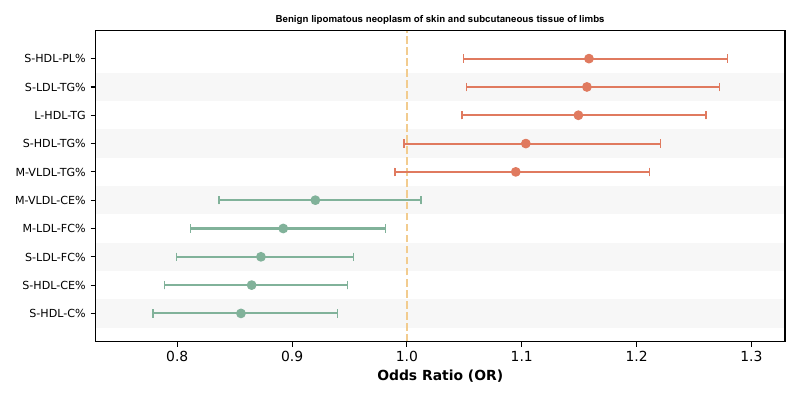 Benign lipomatous neoplasm of skin and subcutaneous tissue of limbs
S-HDL-PL%
S-LDL-TG%
L-HDL-TG
S-HDL-TG%
M-VLDL-TG%
M-VLDL-CE%
M-LDL-FC%
S-LDL-FC%
S-HDL-CE%
S-HDL-C%
0.8 0.9 1.0 1.1 1.2 1.3
Odds Ratio (OR)